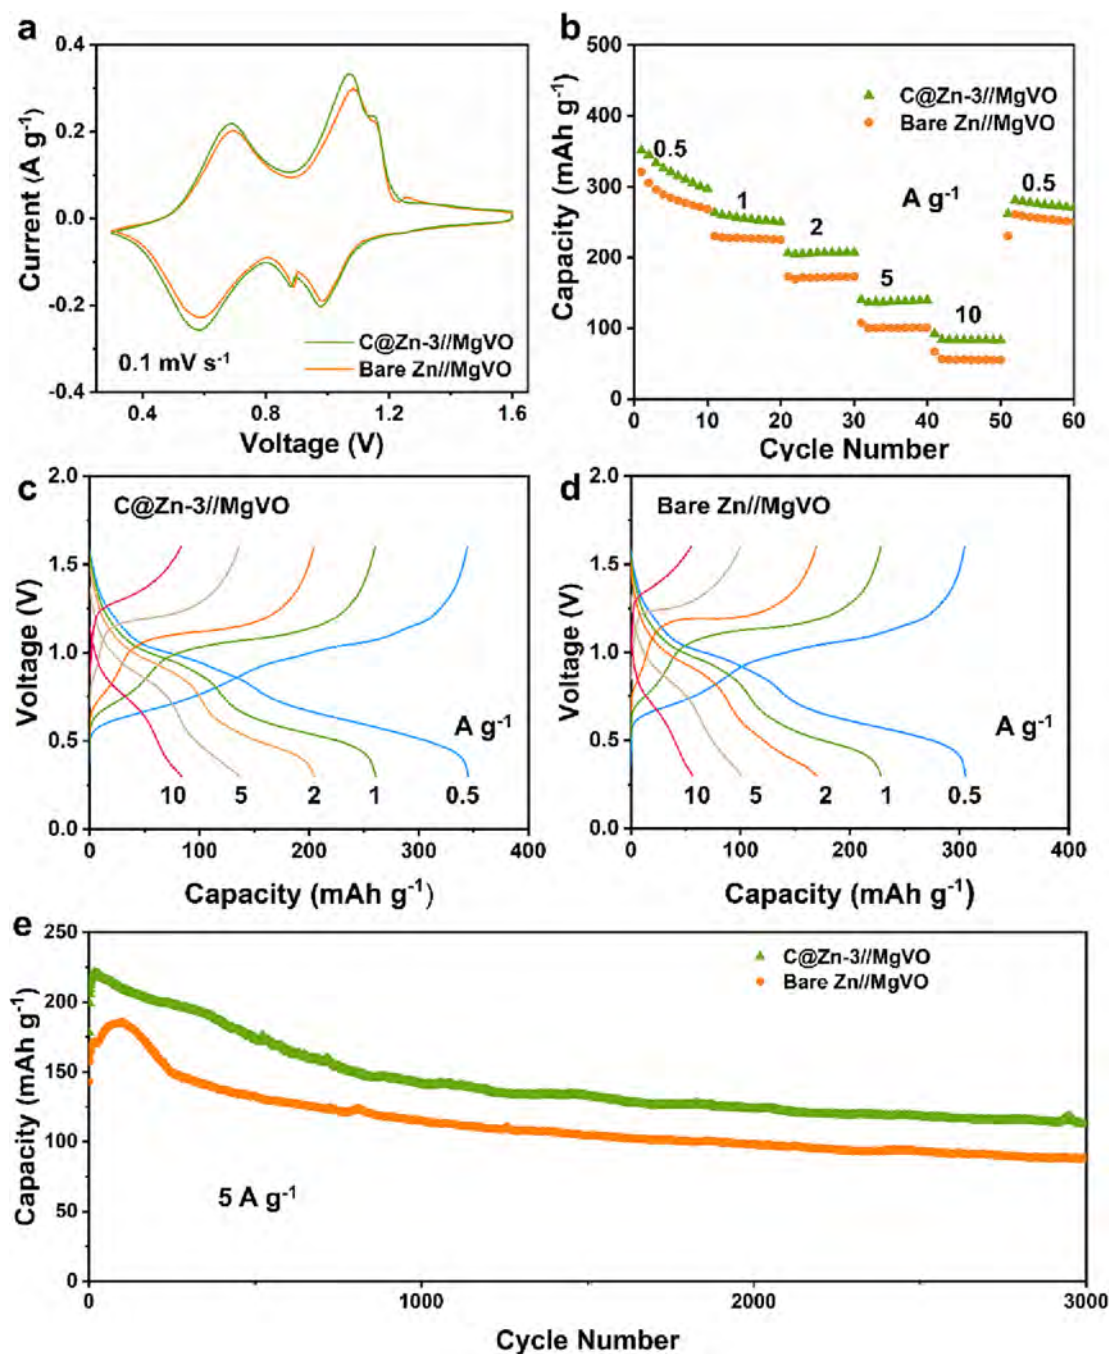 a
0.4
0.2
0.0
-0.2
-0.4
Current (A g-1)
C@Zn-3//MgVO
Bare Zn//MgVO
0.1 mV s-1
0.4
0.8
1.2
1.6
Voltage (V)
b
500
400
300
200
100
0
Capacity (mAh g-1)
C@Zn-3//MgVO
Bare Zn//MgVO
A g-1
0.5
1
2
5
10
0.5
0
10
20
30
40
50
60
Cycle Number
c
2.0
1.5
1.0
0.5
0.0
Voltage (V)
C@Zn-3//MgVO
A g-1
10
5
2
1
0.5
0
100
200
300
400
Capacity (mAh g-1)
d
2.0
1.5
1.0
0.5
0.0
Voltage (V)
Bare Zn//MgVO
A g-1
10
5
2
1
0.5
0
100
200
300
400
Capacity (mAh g-1)
e
250
200
150
100
50
0
Capacity (mAh g-1)
C@Zn-3//MgVO
Bare Zn//MgVO
5 A g-1
0
1000
2000
3000
Cycle Number